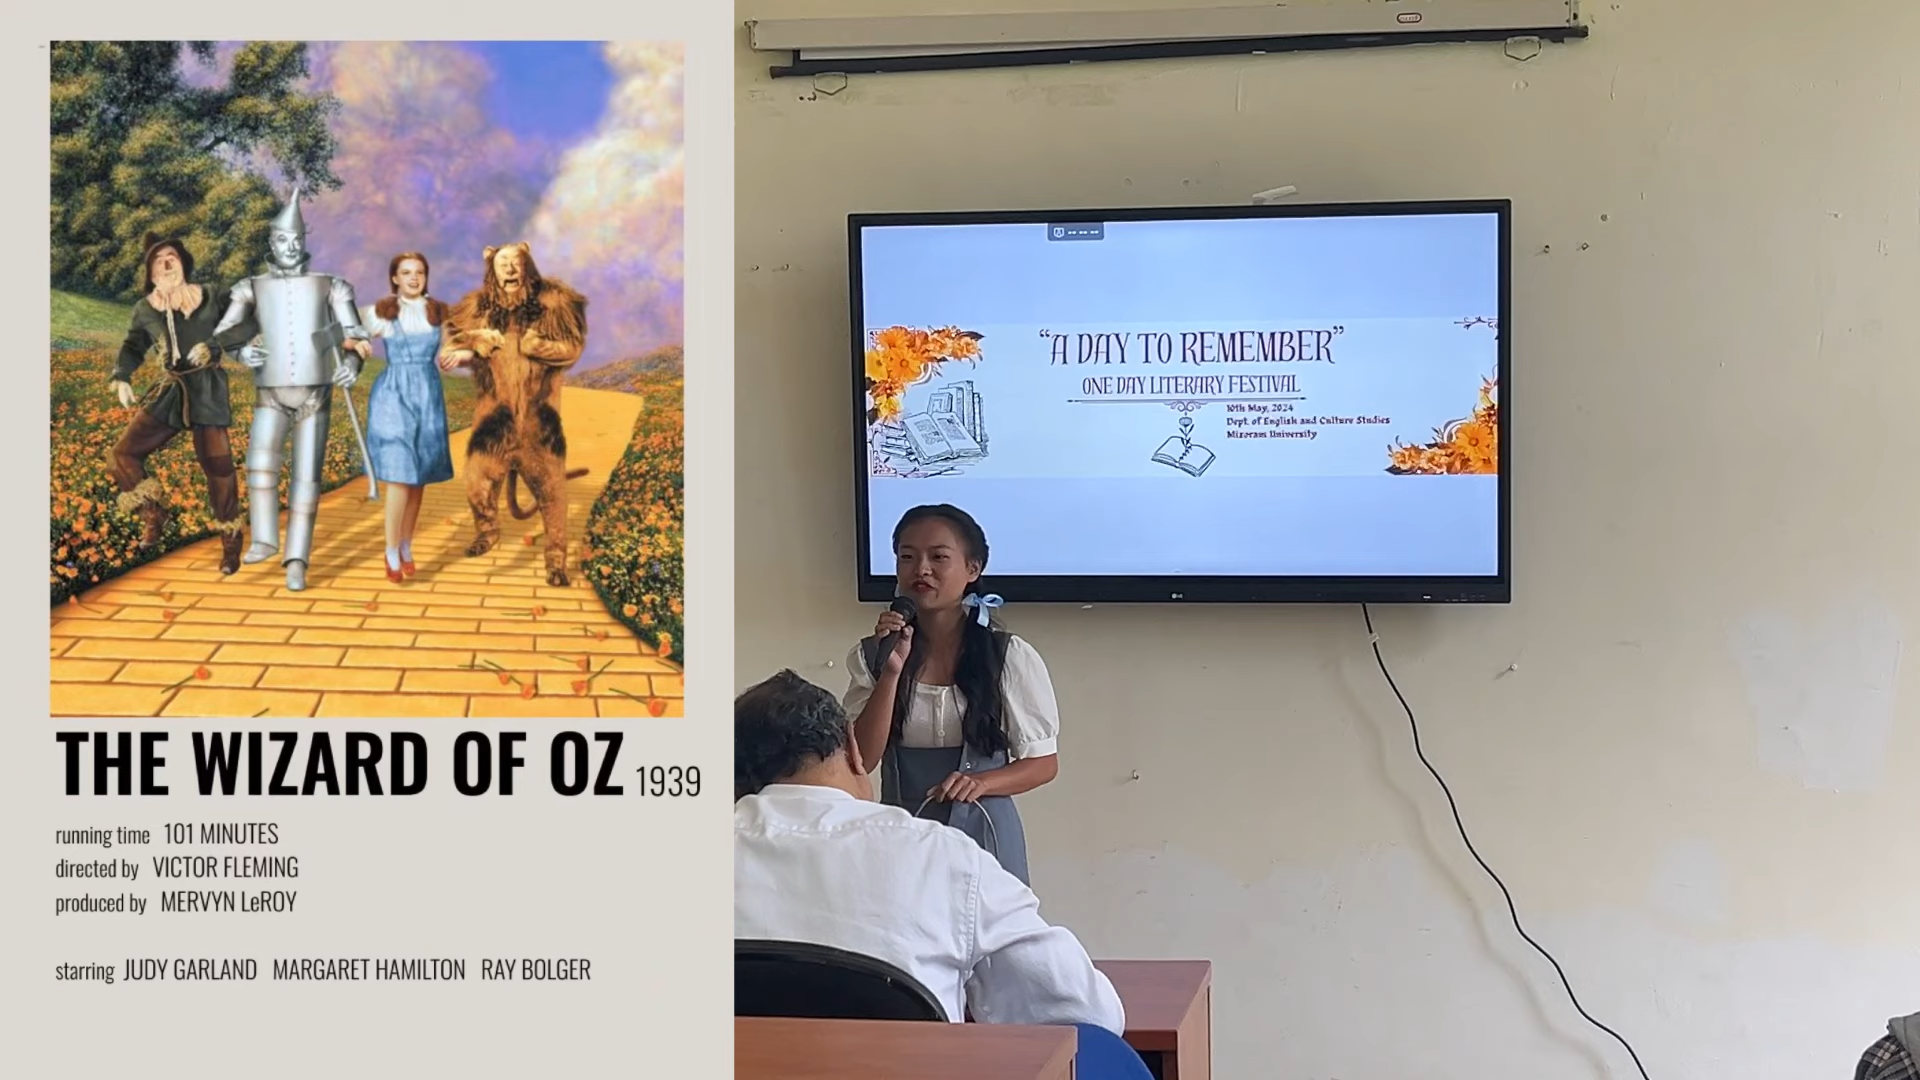 THE WIZARD OF OZ 1939
running time 101 MINUTES
directed by VICTOR FLEMING
produced by MERVYN LeROY
starring JUDY GARLAND MARGARET HAMILTON RAY BOLGER
“A DAY TO REMEMBER”
ONE DAY LITERARY FESTIVAL
10th May, 2024
Dept. of English and Culture Studies
Mizoram University
LG